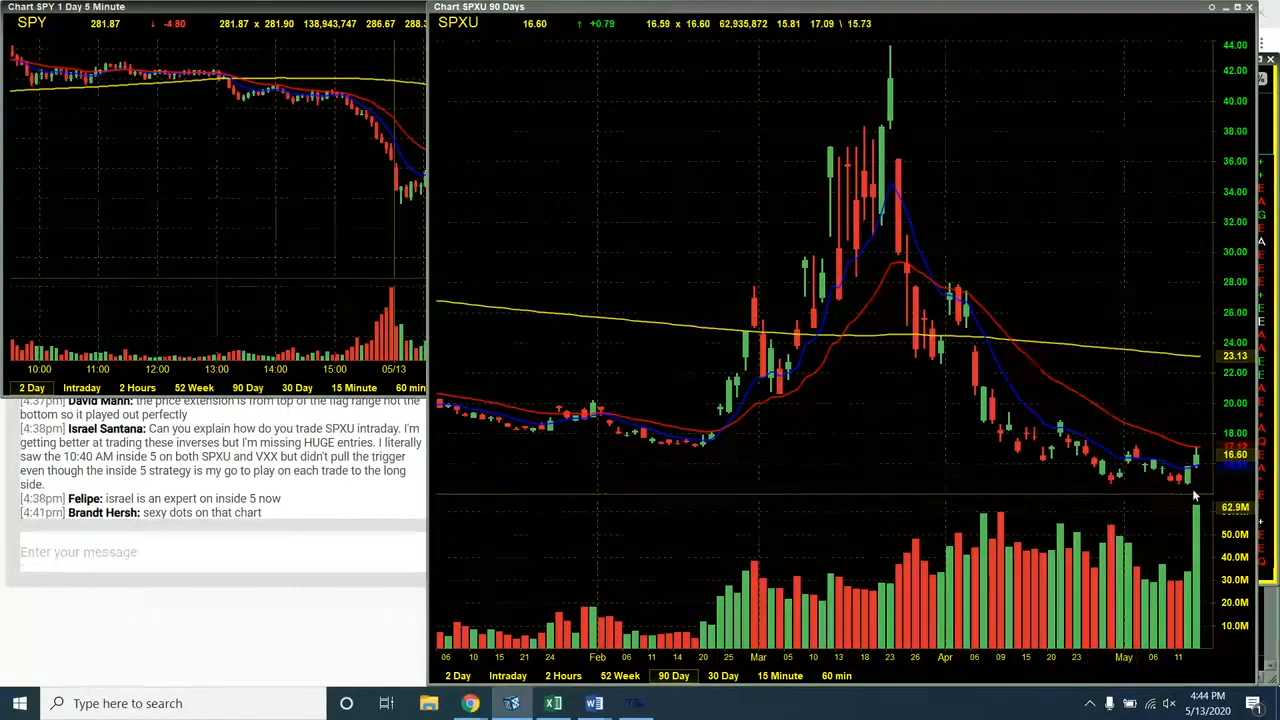 Chart SPY 1 Day 5 Minute
SPY 281.87 ↓ -4.80 281.87 x 281.90 138,943,747 286.67 288.
10:00 11:00 12:00 13:00 14:00 15:00 05/13
2 Day Intraday 2 Hours 52 Week 90 Day 30 Day 15 Minute 60 min
[4:37pm] David Mann: the price extension is from top of the flag range not the
bottom so it played out perfectly
[4:38pm] Israel Santana: Can you explain how do you trade SPXU intraday. I'm
getting better at trading these inverses but I'm missing HUGE entries. I literally
saw the 10:40 AM inside 5 on both SPXU and VXX but didn't pull the trigger
even though the inside 5 strategy is my go to play on each trade to the long
side.
[4:38pm] Felipe: israel is an expert on inside 5 now
[4:41pm] Brandt Hersh: sexy dots on that chart
Enter your message
Chart SPXU 90 Days
SPXU 16.60 ↑ +0.79 16.59 x 16.60 62,935,872 15.81 17.09 \ 15.73
44.00
42.00
40.00
38.00
36.00
34.00
32.00
30.00
28.00
26.00
24.00
23.13
22.00
20.00
18.00
17.12
16.60
62.9M
50.0M
40.0M
30.0M
20.0M
10.0M
06 10 15 21 24 Feb 06 11 14 20 25 Mar 05 10 13 18 23 26 Apr 06 09 15 20 23 May 06 11
2 Day Intraday 2 Hours 52 Week 90 Day 30 Day 15 Minute 60 min
Type here to search
4:44 PM
5/13/2020
1